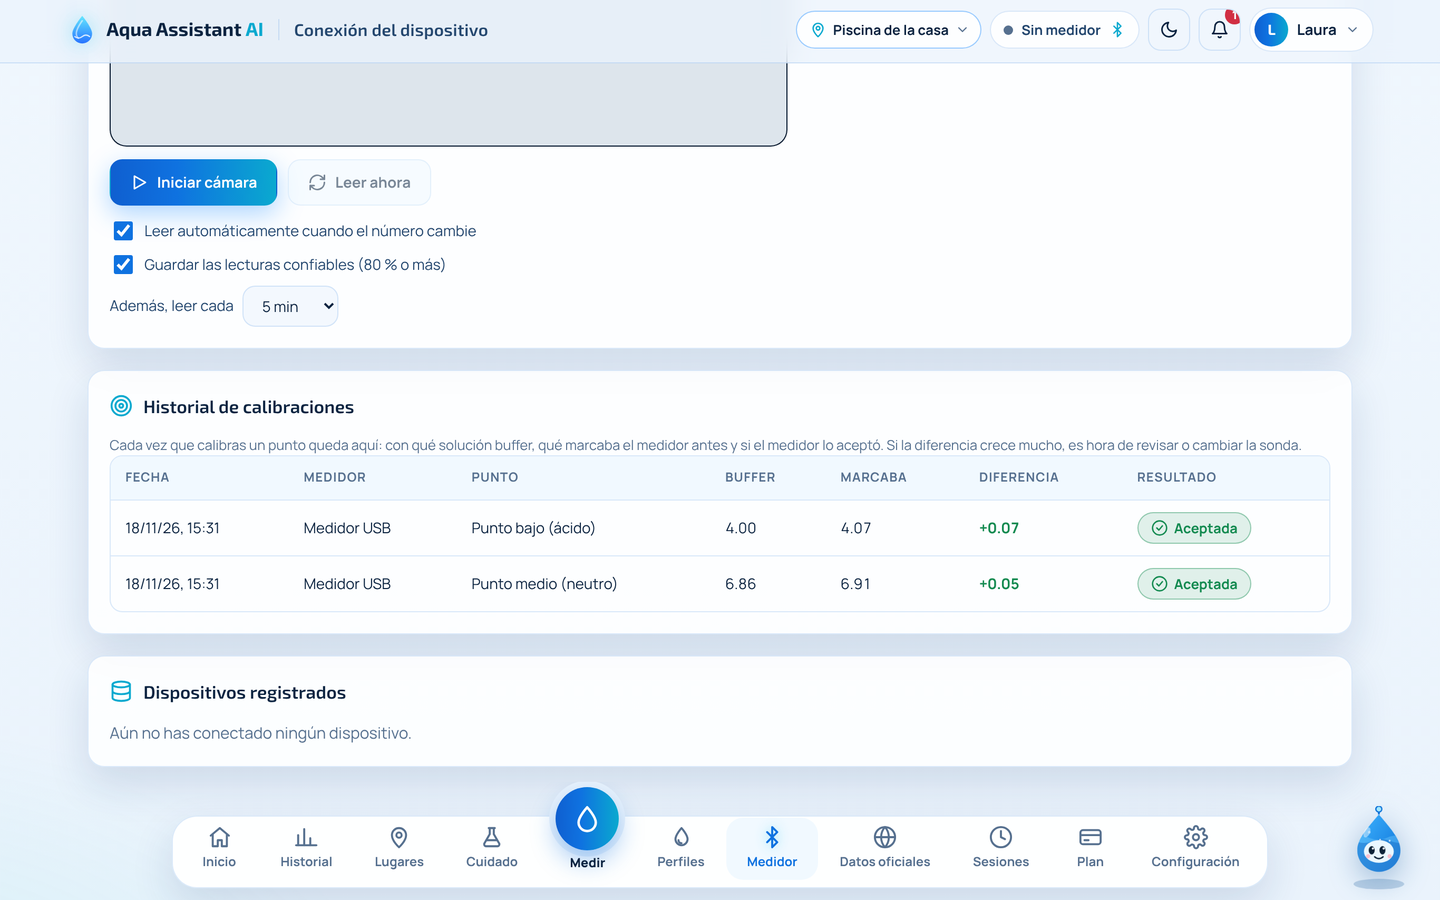 Aqua Assistant AI
Conexión del dispositivo
Piscina de la casa
Sin medidor
1
L
Laura
Iniciar cámara
Leer ahora
Leer automáticamente cuando el número cambie
Guardar las lecturas confiables (80 % o más)
Además, leer cada 5 min
Historial de calibraciones
Cada vez que calibras un punto queda aquí: con qué solución buffer, qué marcaba el medidor antes y si el medidor lo aceptó. Si la diferencia crece mucho, es hora de revisar o cambiar la sonda.
FECHA MEDIDOR PUNTO BUFFER MARCABA DIFERENCIA RESULTADO
18/11/26, 15:31 Medidor USB Punto bajo (ácido) 4.00 4.07 +0.07 Aceptada
18/11/26, 15:31 Medidor USB Punto medio (neutro) 6.86 6.91 +0.05 Aceptada
Dispositivos registrados
Aún no has conectado ningún dispositivo.
Inicio Historial Lugares Cuidado Medir Perfiles Medidor Datos oficiales Sesiones Plan Configuración